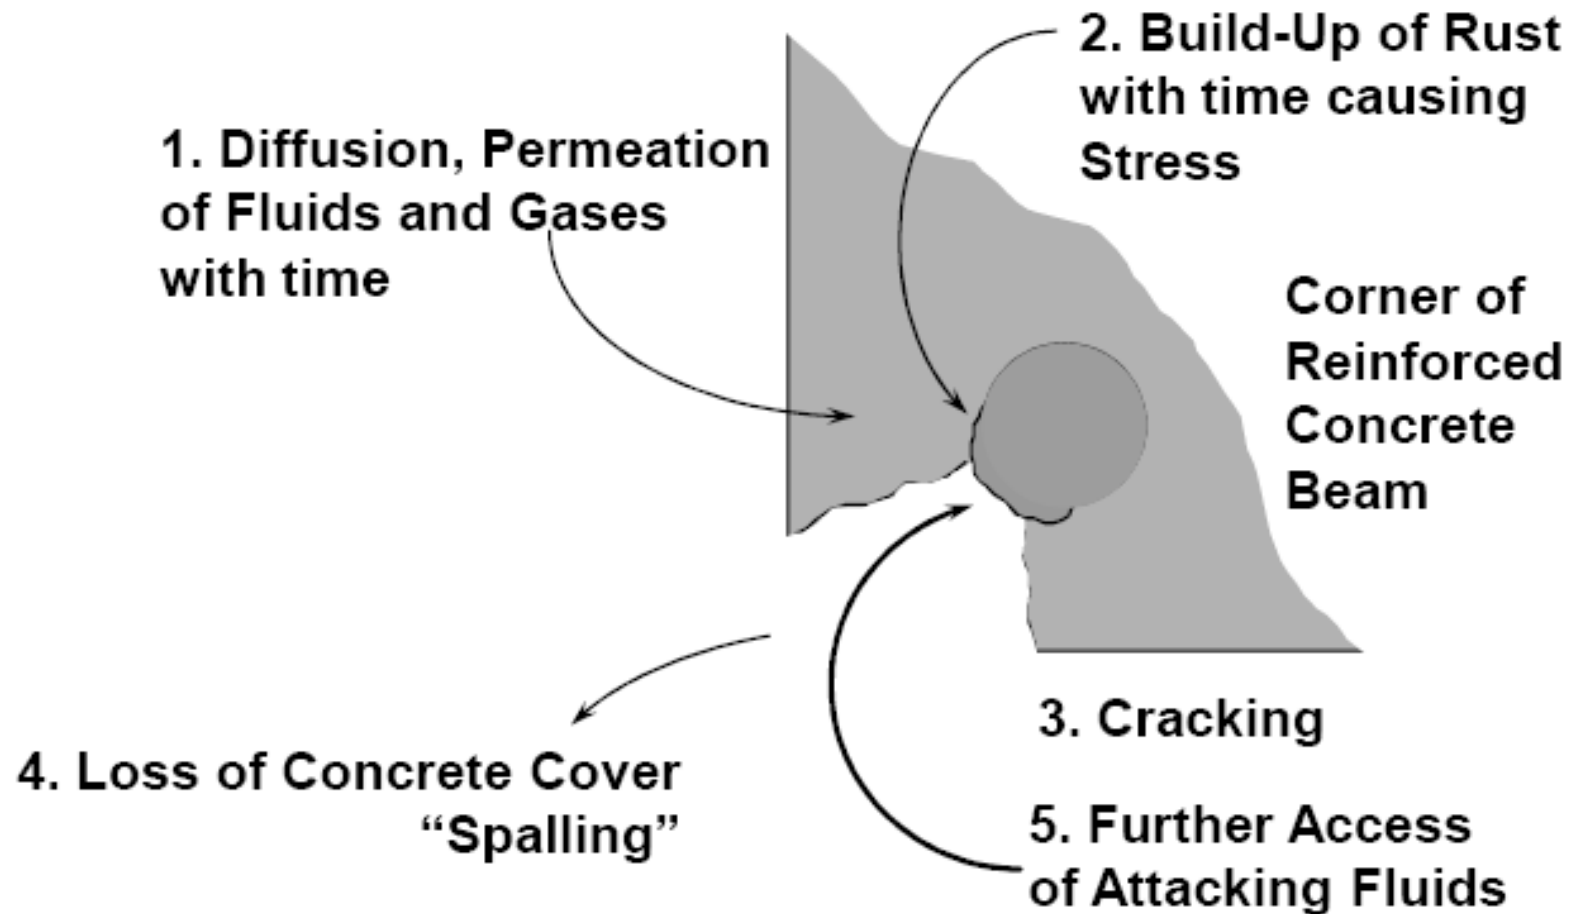 1. Diffusion, Permeation
of Fluids and Gases
with time
2. Build-Up of Rust
with time causing
Stress
Corner of
Reinforced
Concrete
Beam
3. Cracking
4. Loss of Concrete Cover
“Spalling”
5. Further Access
of Attacking Fluids